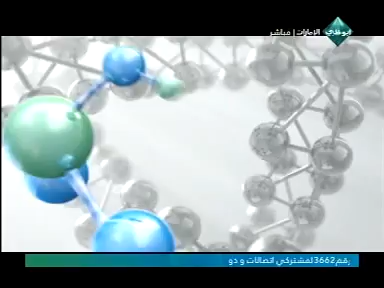 أبوظبي الإمارات | مباشر
رقم 3662 لمشتركي اتصالات و دو